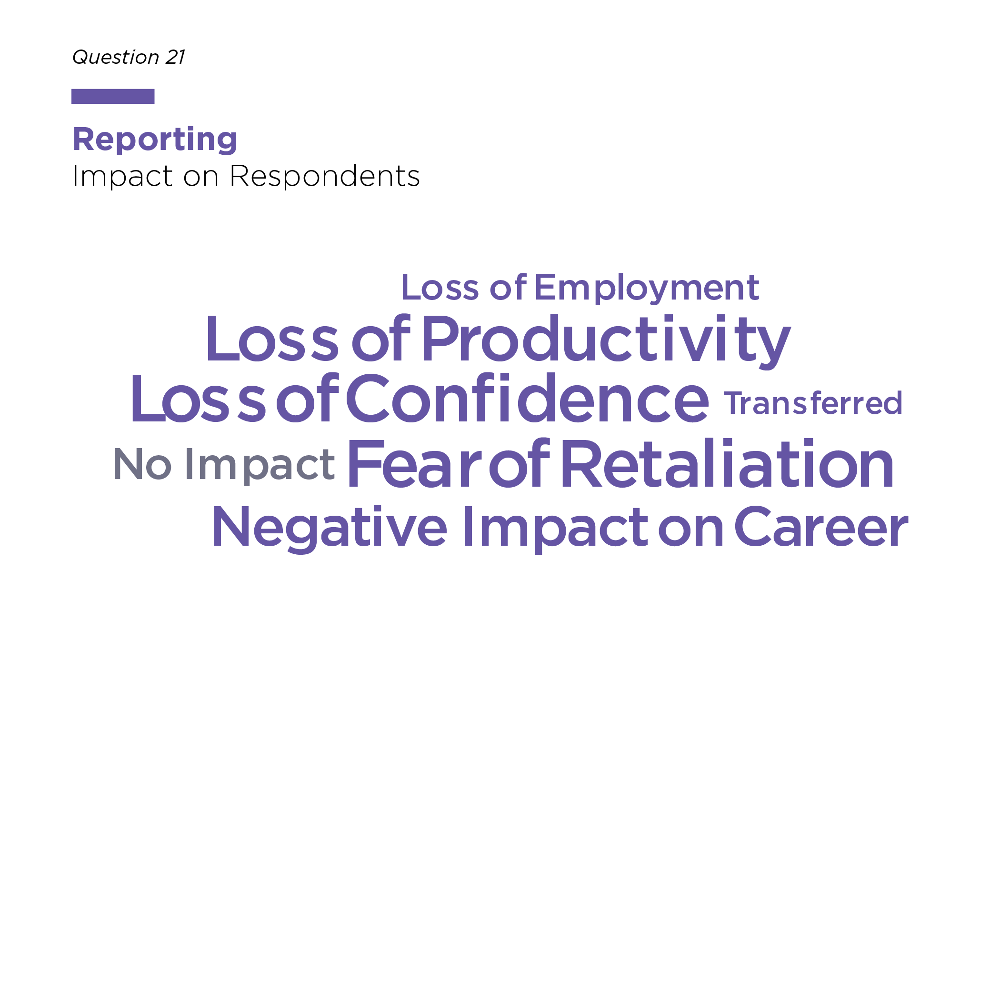 Question 21
Reporting
Impact on Respondents
Loss of Employment
Loss of Productivity
Loss of Confidence Transferred
No Impact Fear of Retaliation
Negative Impact on Career